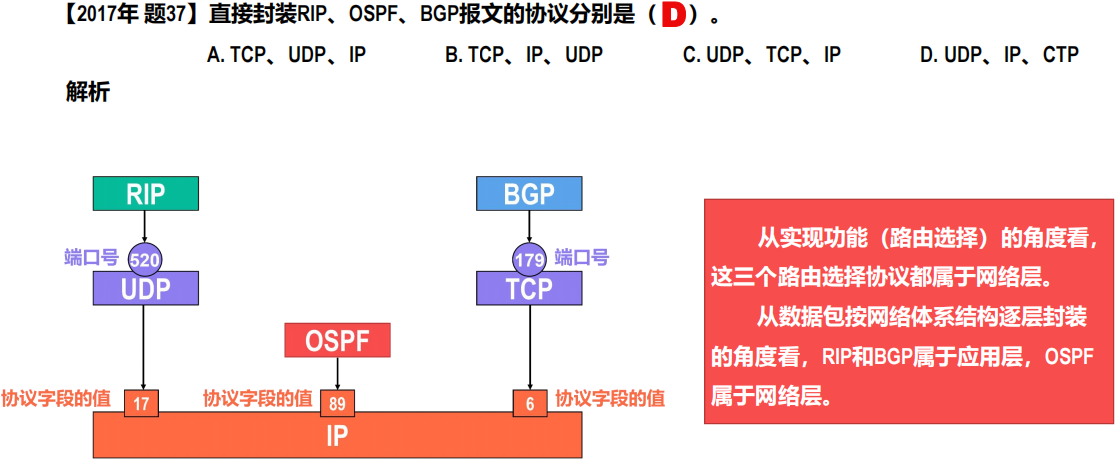 【2017年 题37】直接封装RIP、OSPF、BGP报文的协议分别是（D）。
A. TCP、UDP、IP B. TCP、IP、UDP C. UDP、TCP、IP D. UDP、IP、CTP
解析
RIP
BGP
端口号 520
179 端口号
UDP
TCP
OSPF
协议字段的值 17
协议字段的值 89
6 协议字段的值
IP
从实现功能（路由选择）的角度看，
这三个路由选择协议都属于网络层。
从数据包按网络体系结构逐层封装
的角度看，RIP和BGP属于应用层，OSPF
属于网络层。